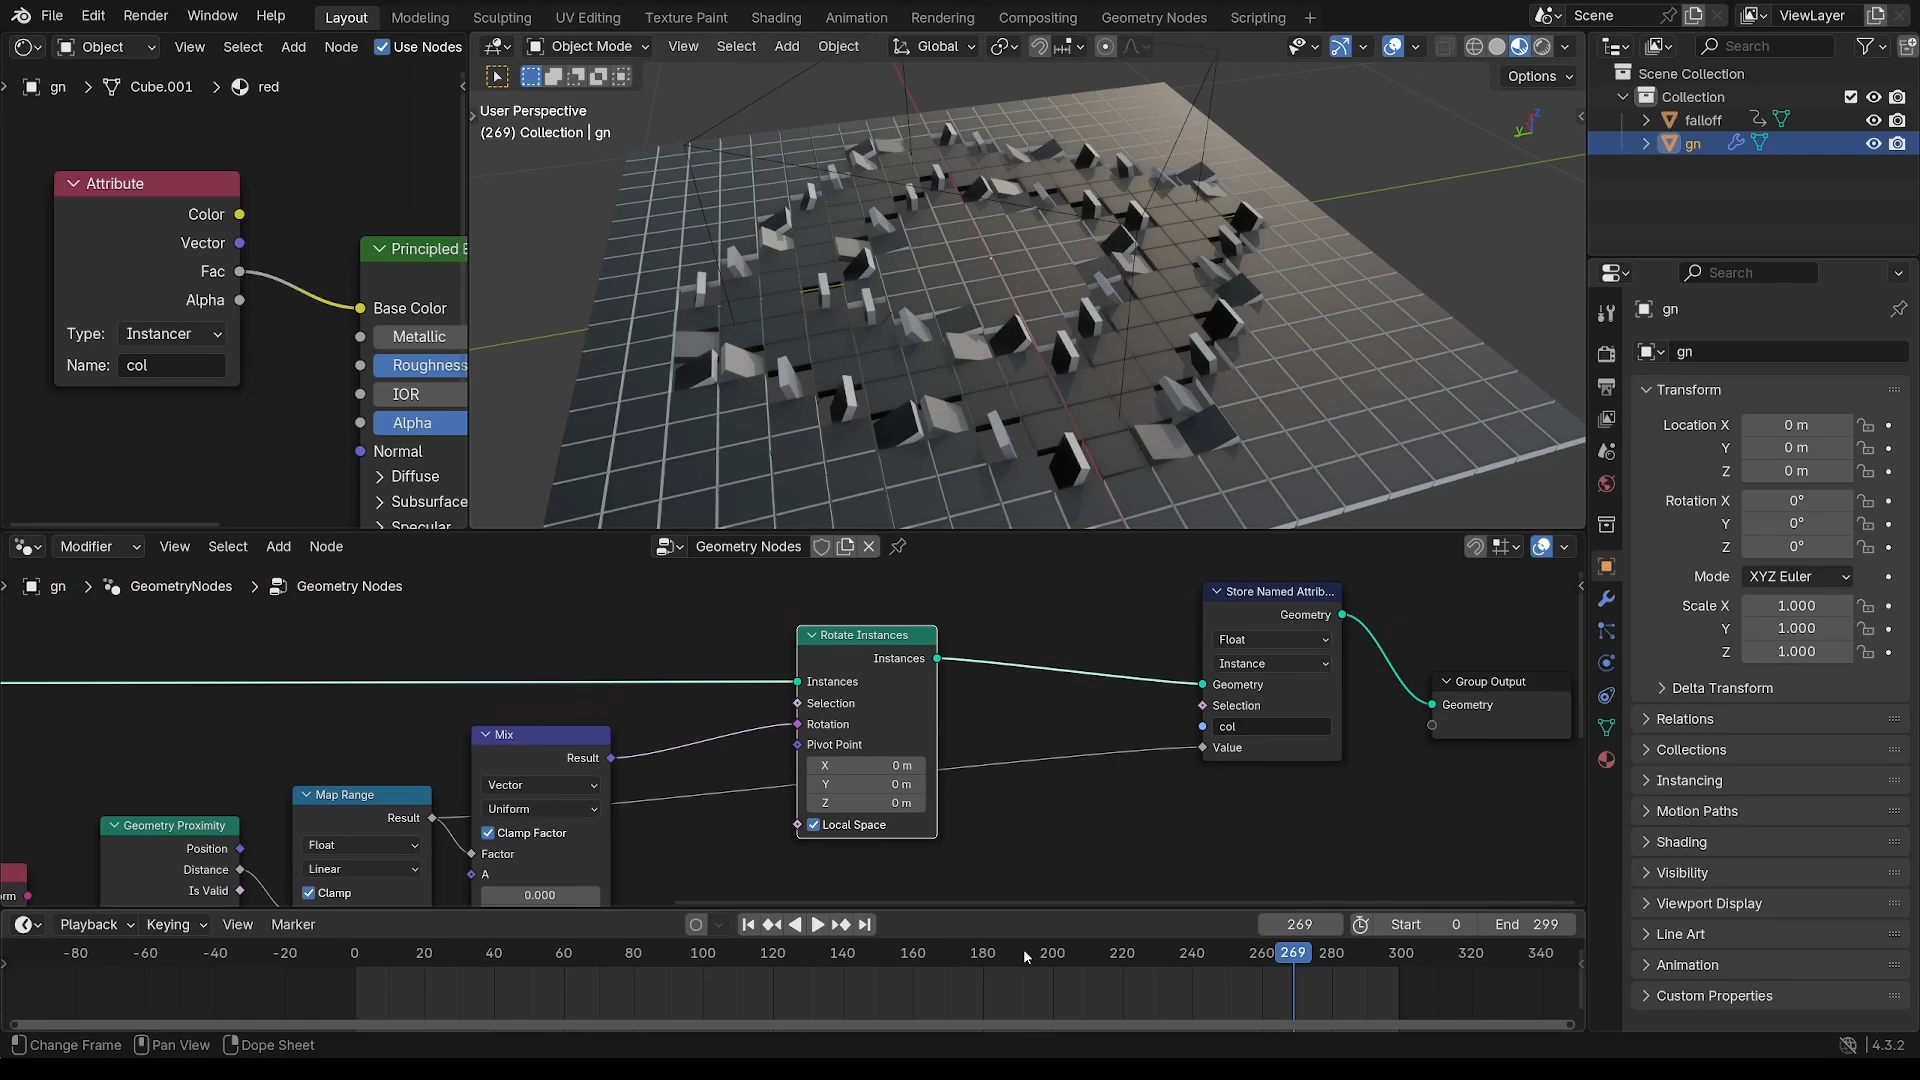 File Edit Render Window Help Layout Modeling Sculpting UV Editing Texture Paint Shading Animation Rendering Compositing Geometry Nodes Scripting + Scene ViewLayer
Object View Select Add Node Use Nodes
Object Mode View Select Add Object Global
Search
Options
gn > Cube.001 > red
User Perspective
(269) Collection | gn
Scene Collection
Collection
falloff
gn
Attribute
Color
Vector
Fac
Alpha
Type: Instancer
Name: col
Principled B
Base Color
Metallic
Roughness
IOR
Alpha
Normal
Diffuse
Subsurface
Specular
Z
Y
Search
gn
gn
Transform
Location X 0 m
Y 0 m
Z 0 m
Rotation X 0°
Y 0°
Z 0°
Mode XYZ Euler
Scale X 1.000
Y 1.000
Z 1.000
Delta Transform
Relations
Collections
Instancing
Motion Paths
Shading
Visibility
Viewport Display
Line Art
Animation
Custom Properties
Modifier View Select Add Node Geometry Nodes
gn > GeometryNodes > Geometry Nodes
rm
Geometry Proximity
Position
Distance
Is Valid
Map Range
Result
Float
Linear
Clamp
Mix
Result
Vector
Uniform
Clamp Factor
Factor
A
0.000
Rotate Instances
Instances
Instances
Selection
Rotation
Pivot Point
X 0 m
Y 0 m
Z 0 m
Local Space
Store Named Attrib...
Geometry
Float
Instance
Geometry
Selection
col
Value
Group Output
Geometry
Playback Keying View Marker 269 Start 0 End 299
-80 -60 -40 -20 0 20 40 60 80 100 120 140 160 180 200 220 240 260 269 280 300 320 340
Change Frame Pan View Dope Sheet 4.3.2